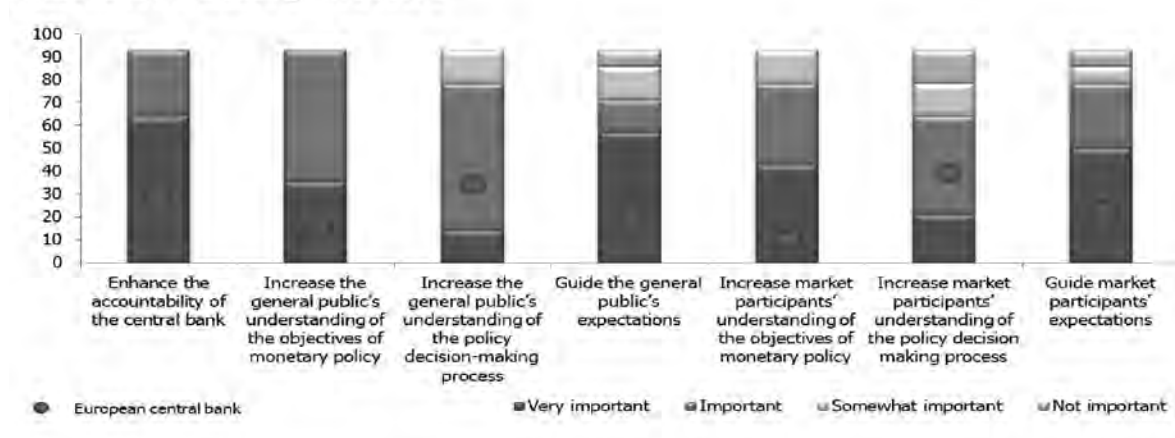 100
90
80
70
60
50
40
30
20
10
0
Enhance the
accountability of
the central bank
Increase the
general public's
understanding of
the objectives of
monetary policy
Increase the
general public's
understanding of
the policy
decision-making
process
Guide the general
public's
expectations
Increase market
participants'
understanding of
the objectives of
monetary policy
Increase market
participants'
understanding of
the policy decision
making process
Guide market
participants'
expectations
European central bank
Very important
Important
Somewhat important
Not important